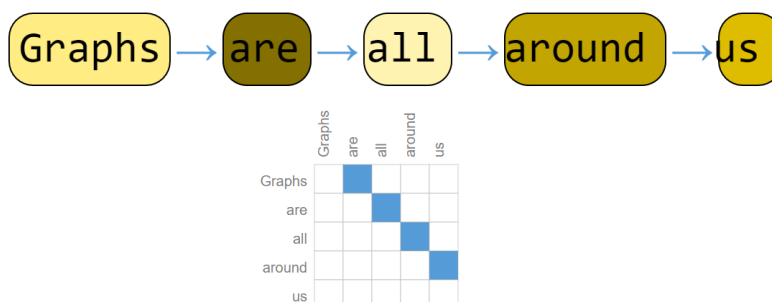 Graphs → are → all → around → us
Graphs are all around us
Graphs
are
all
around
us